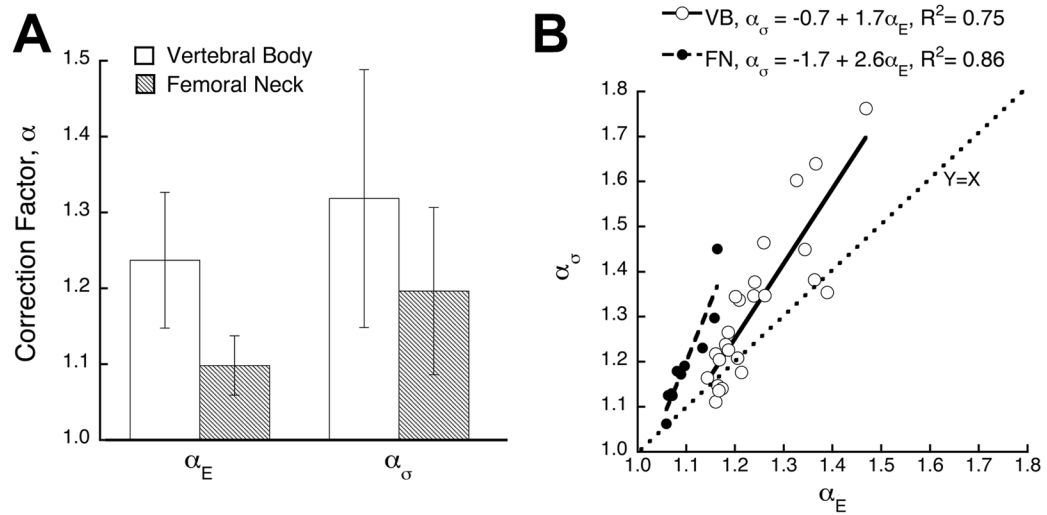 A
Correction Factor, α
1.5
1.4
1.3
1.2
1.1
1.0
Vertebral Body
Femoral Neck
αE
ασ
B
VB, ασ = -0.7 + 1.7αE, R²= 0.75
FN, ασ = -1.7 + 2.6αE, R²= 0.86
ασ
1.8
1.7
1.6
1.5
1.4
1.3
1.2
1.1
1.0
Y=X
1.0 1.1 1.2 1.3 1.4 1.5 1.6 1.7 1.8
αE